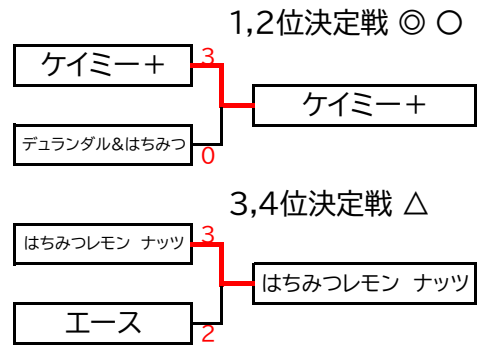 1,2位決定戦 ◎ ○
ケイミー＋
3
ケイミー＋
デュランダル&はちみつ
0
3,4位決定戦 △
はちみつレモン ナッツ
3
はちみつレモン ナッツ
エース
2